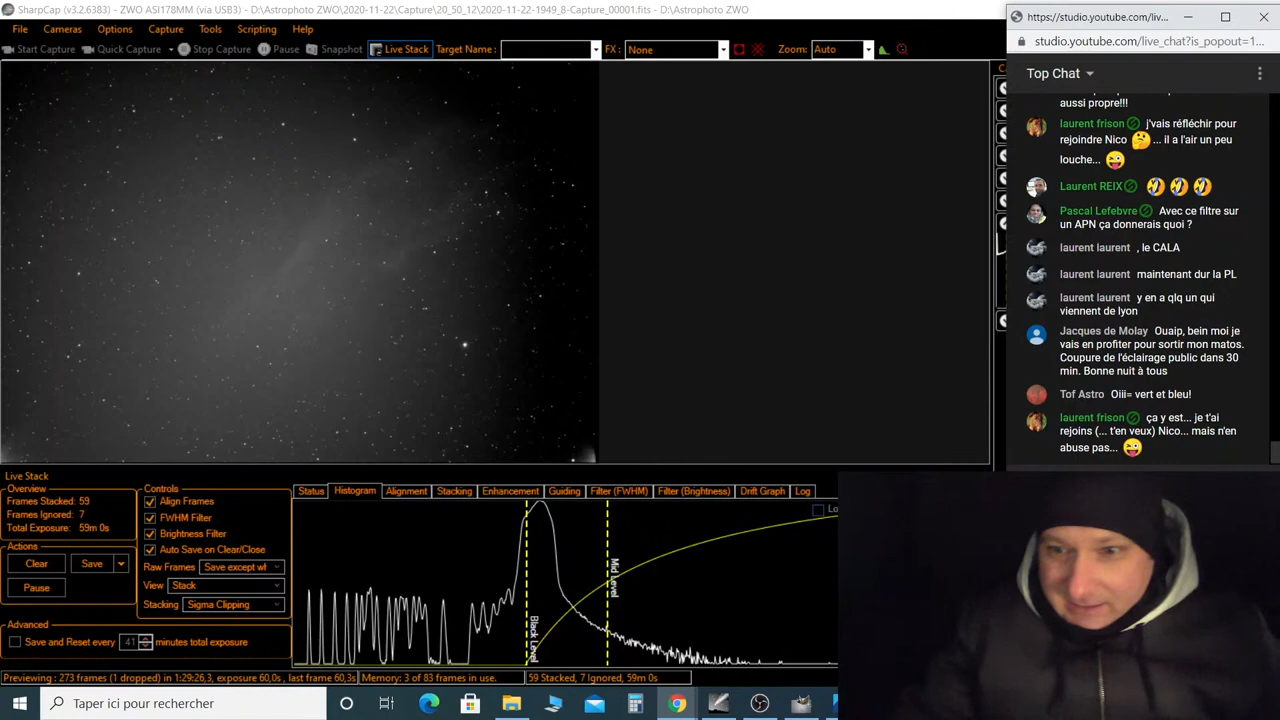 SharpCap (v3.2.6383) - ZWO ASI178MM (via USB3) - D:\Astrophoto ZWO\2020-11-22\Capture\20_50_12\2020-11-22-1949_8-Capture_00001.fits - D:\Astrophoto ZWO
File Cameras Options Capture Tools Scripting Help
Start Capture Quick Capture Stop Capture Pause Snapshot Live Stack Target Name : FX : None Zoom: Auto
https://studio.youtube.com/liv...
studio.youtube.com/live_chat?is_popout=1...
Top Chat
aussi propre!!!
laurent frison j'vais réfléchir pour
rejoindre Nico 🤔 ... il a l'air un peu
louche... 😜
Laurent REIX 🤣 🤣 🤣
Pascal Lefebvre Avec ce filtre sur
un APN ça donnerais quoi ?
laurent laurent , le CALA
laurent laurent maintenant dur la PL
laurent laurent y en a qlq un qui
viennent de lyon
Jacques de Molay Ouaip, bein moi je
vais en profiter pour sortir mon matos.
Coupure de l'éclairage public dans 30
min. Bonne nuit à tous
Tof Astro Oiii= vert et bleu!
laurent frison ça y est... je t'ai
rejoins (... t'en veux) Nico... mais n'en
abuse pas... 😜
Live Stack
Overview
Frames Stacked: 59
Frames Ignored: 7
Total Exposure: 59m 0s
Actions
Clear Save
Pause
Controls
Align Frames
FWHM Filter
Brightness Filter
Auto Save on Clear/Close
Raw Frames Save except wl
View Stack
Stacking Sigma Clipping
Advanced
Save and Reset every 41 minutes total exposure
Status Histogram Alignment Stacking Enhancement Guiding Filter (FWHM) Filter (Brightness) Drift Graph Log
Lo
Black Level
Mid Level
Previewing : 273 frames (1 dropped) in 1:29:26,3 , exposure 60,0s , last frame 60,3s Memory: 3 of 83 frames in use. 59 Stacked, 7 Ignored, 59m 0s
Taper ici pour rechercher